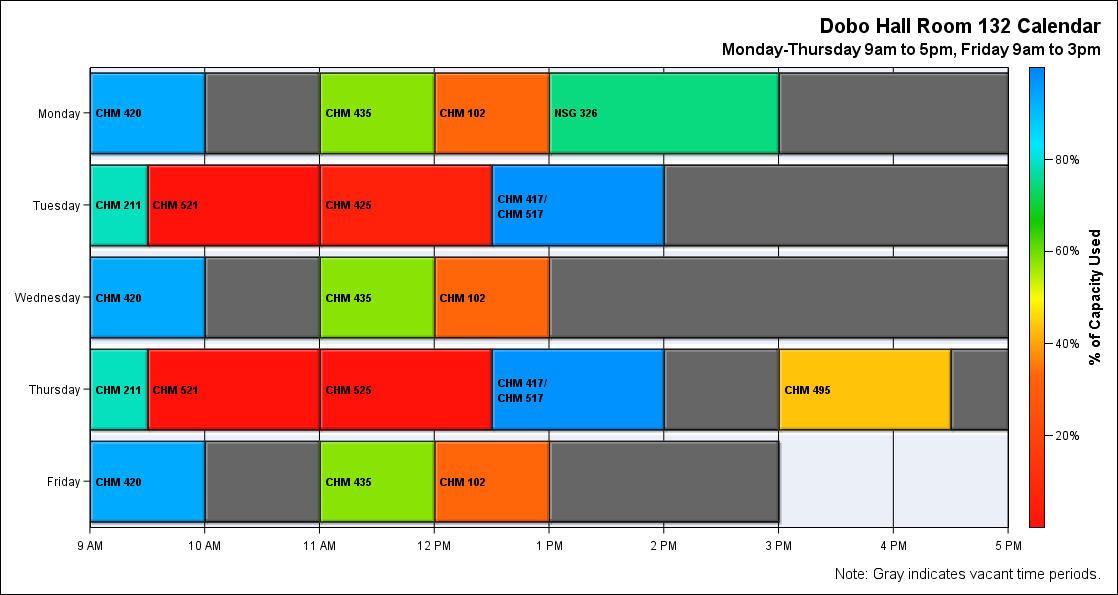 Dobo Hall Room 132 Calendar
Monday-Thursday 9am to 5pm, Friday 9am to 3pm
Monday
CHM 420
CHM 435
CHM 102
NSG 326
Tuesday
CHM 211
CHM 521
CHM 425
CHM 417/
CHM 517
Wednesday
CHM 420
CHM 435
CHM 102
Thursday
CHM 211
CHM 521
CHM 525
CHM 417/
CHM 517
CHM 495
Friday
CHM 420
CHM 435
CHM 102
9 AM
10 AM
11 AM
12 PM
1 PM
2 PM
3 PM
4 PM
5 PM
80%
60%
40%
20%
% of Capacity Used
Note: Gray indicates vacant time periods.